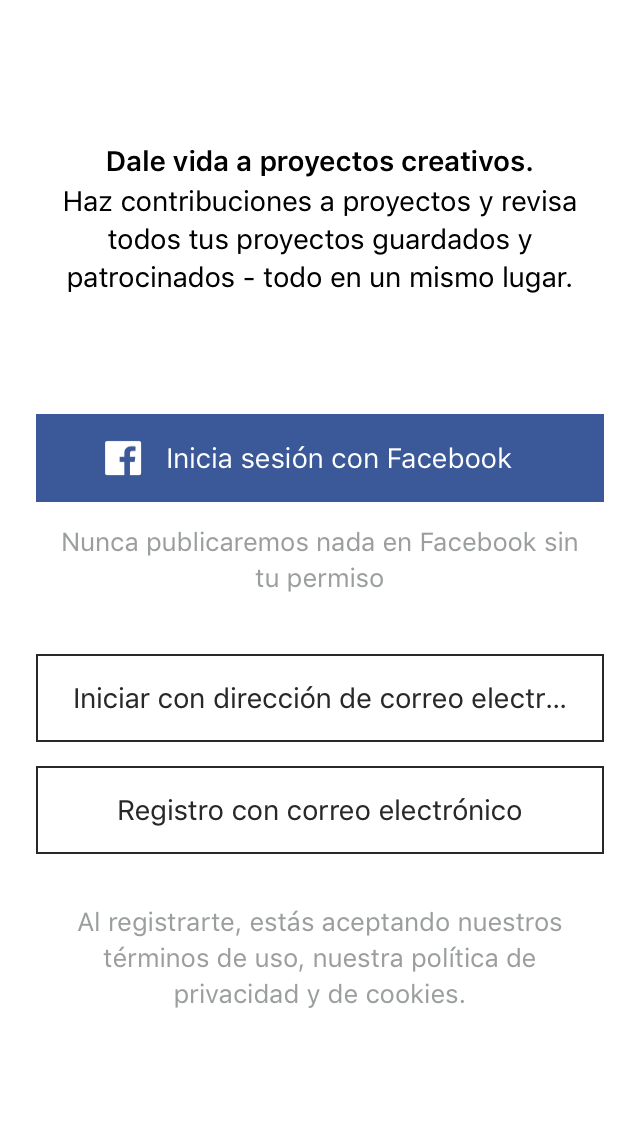 Dale vida a proyectos creativos.
Haz contribuciones a proyectos y revisa
todos tus proyectos guardados y
patrocinados - todo en un mismo lugar.
Inicia sesión con Facebook
Nunca publicaremos nada en Facebook sin
tu permiso
Iniciar con dirección de correo electr...
Registro con correo electrónico
Al registrarte, estás aceptando nuestros
términos de uso, nuestra política de
privacidad y de cookies.